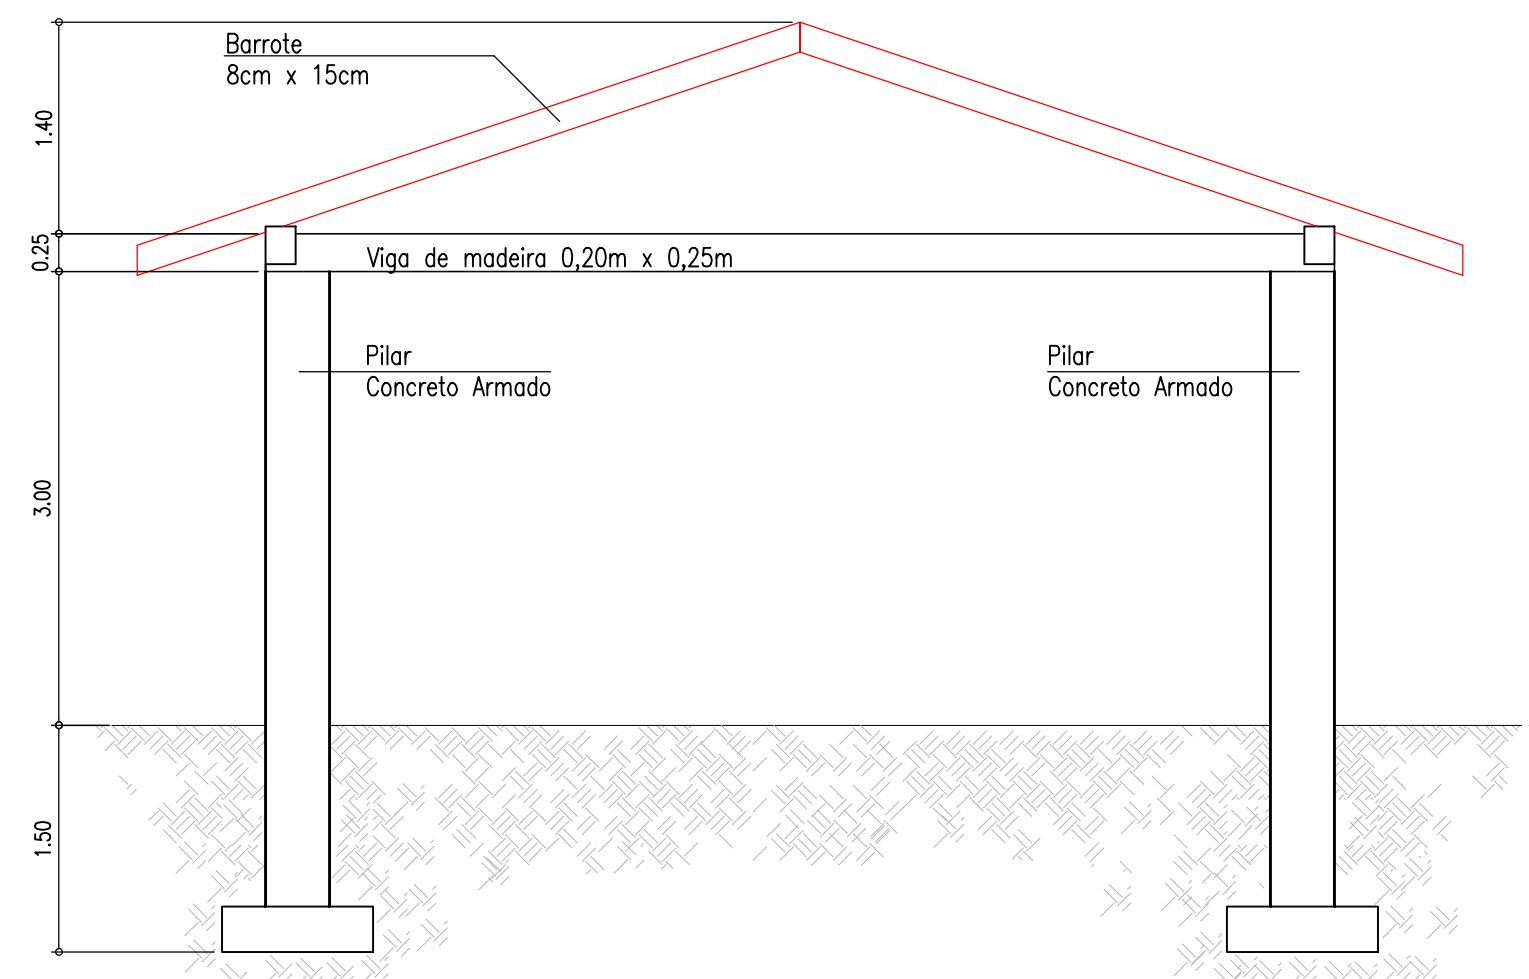 Barrote
8cm x 15cm
1.40
0.25
Viga de madeira 0,20m x 0,25m
Pilar
Concreto Armado
Pilar
Concreto Armado
3.00
1.50